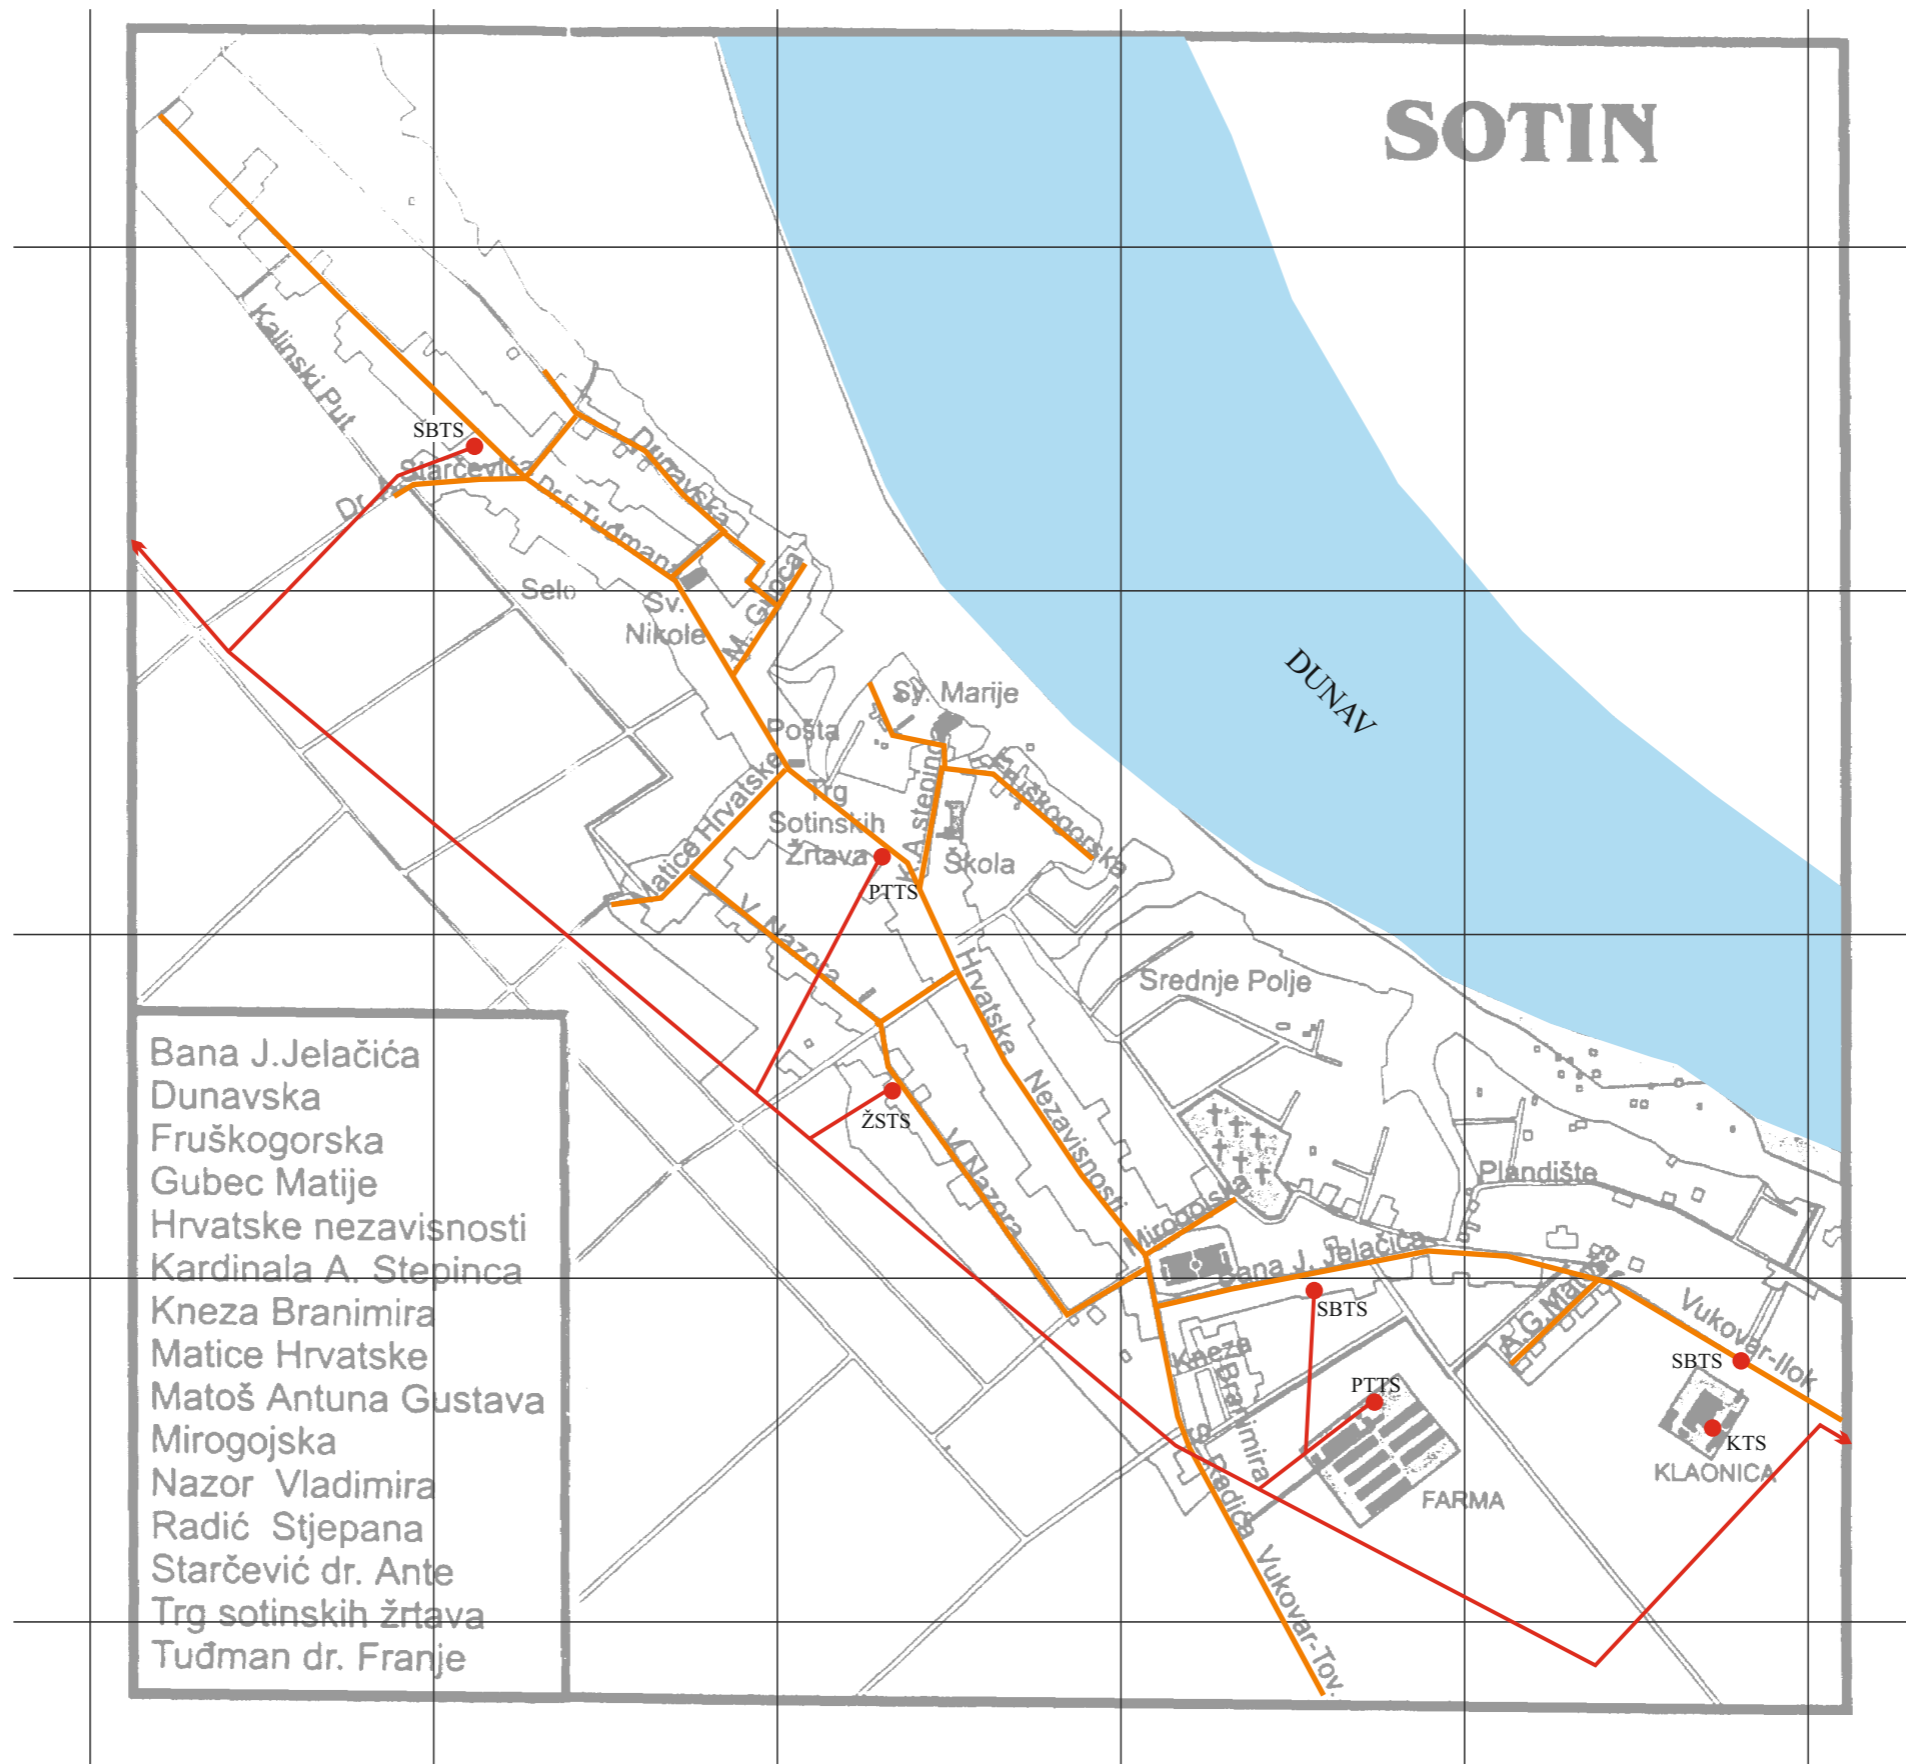 SOTIN
Kalinski Put
SBTS
Dr. A. Starčevića
Dunavska
Dr.F. Tuđmana
Selo
Sv.
Nikole
M. Gupca
DUNAV
Sv. Marije
Pošta
Trg
Sotinskih
Žrtava
Matice Hrvatske
K. A. stepinca
Fruškogorska
Škola
PTTS
V. Nazora
Hrvatske Nezavisnosti
Srednje Polje
ŽSTS
V. Nazora
Plandište
Mirogojska
Bana J. Jelačića
SBTS
A.G.Matoša
Vukovar-Ilok
SBTS
Kneza
Branimira
PTTS
KTS
KLAONICA
FARMA
S. Radića
Vukovar-Tov.
Bana J.Jelačića
Dunavska
Fruškogorska
Gubec Matije
Hrvatske nezavisnosti
Kardinala A. Stepinca
Kneza Branimira
Matice Hrvatske
Matoš Antuna Gustava
Mirogojska
Nazor Vladimira
Radić Stjepana
Starčević dr. Ante
Trg sotinskih žrtava
Tuđman dr. Franje